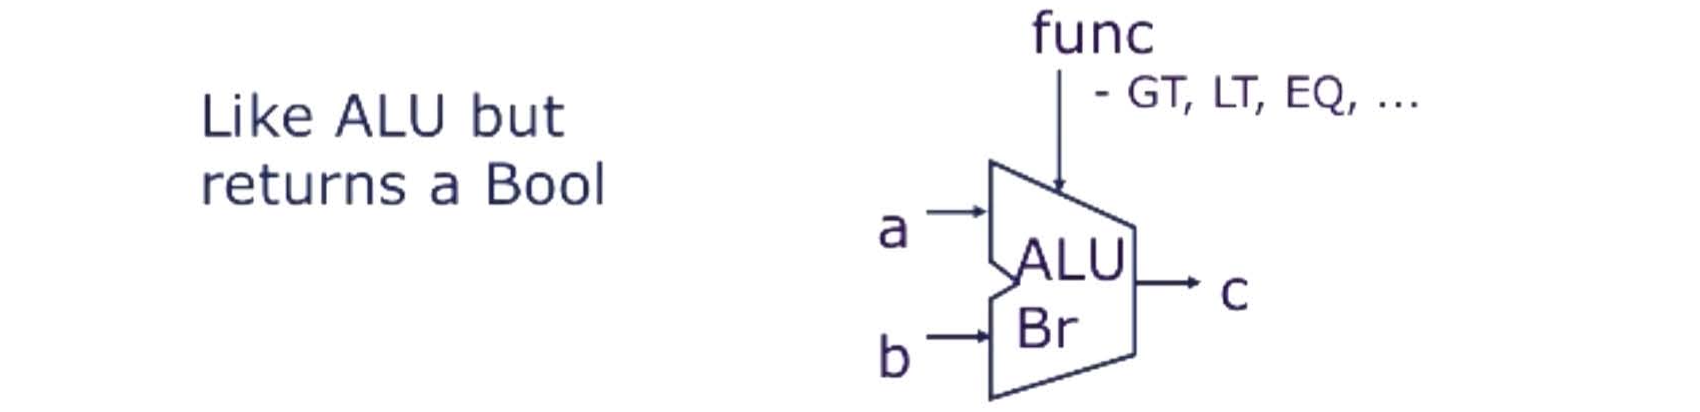 Like ALU but
returns a Bool
func
- GT, LT, EQ, ...
a
ALU
Br
b
c